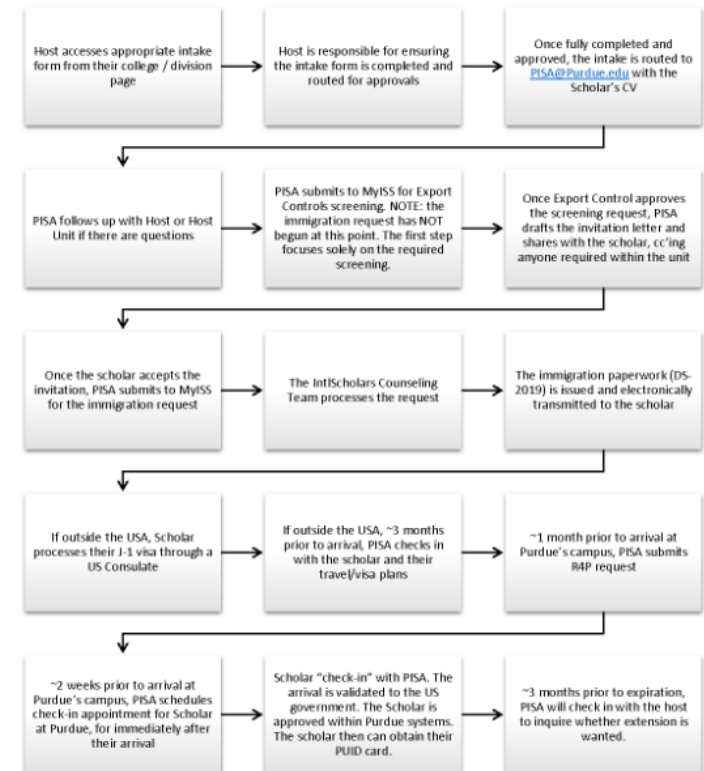 Host accesses appropriate intake
form from their college / division
page
Host is responsible for ensuring
the intake form is completed and
routed for approvals
Once fully completed and
approved, the intake is routed to
PISA@Purdue.edu with the
Scholar's CV
PISA follows up with Host or Host
Unit if there are questions
PISA submits to MyISS for Export
Controls screening. NOTE: the
immigration request has NOT
begun at this point. The first step
focuses solely on the required
screening.
Once Export Control approves
the screening request, PISA
drafts the invitation letter and
shares with the scholar, cc'ing
anyone required within the unit
Once the scholar accepts the
invitation, PISA submits to MyISS
for the immigration request
The IntlScholars Counseling
Team processes the request
The immigration paperwork (DS-
2019) is issued and electronically
transmitted to the scholar
If outside the USA, Scholar
processes their J-1 visa through a
US Consulate
If outside the USA, ~3 months
prior to arrival, PISA checks in
with the scholar and their
travel/visa plans
~1 month prior to arrival at
Purdue's campus, PISA submits
R4P request
~2 weeks prior to arrival at
Purdue's campus, PISA schedules
check-in appointment for Scholar
at Purdue, for immediately after
their arrival
Scholar "check-in" with PISA. The
arrival is validated to the US
government. The Scholar is
approved within Purdue systems.
The scholar then can obtain their
PUID card.
~3 months prior to expiration,
PISA will check in with the host
to inquire whether extension is
wanted.